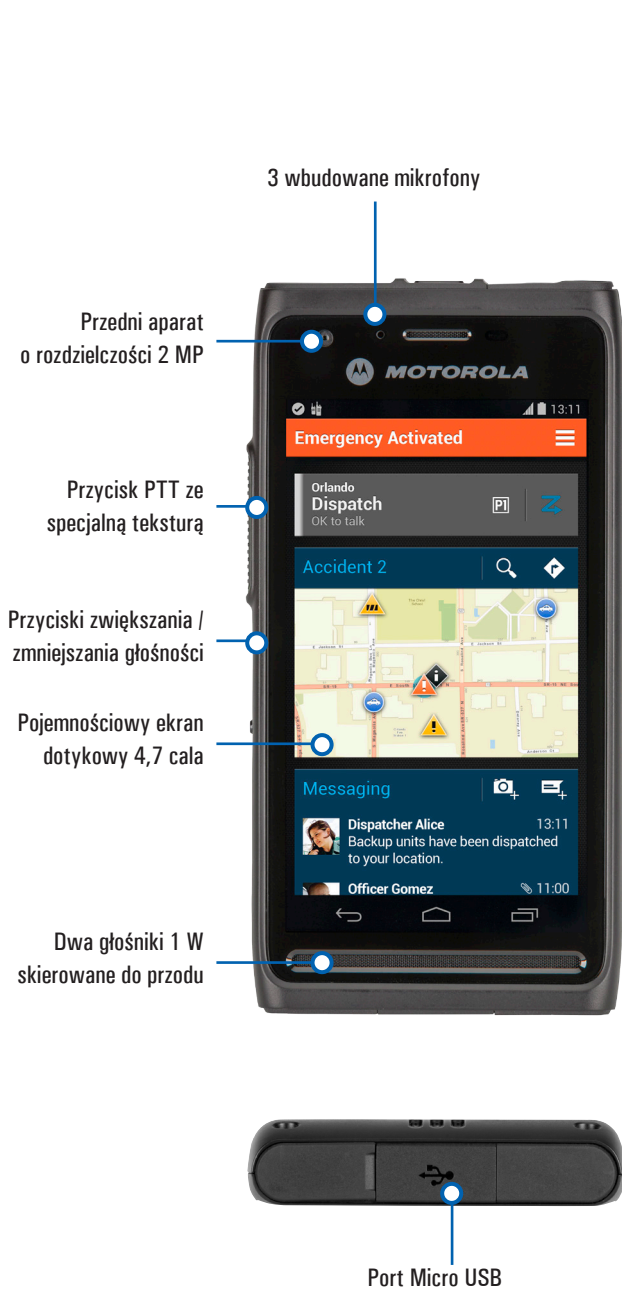 3 wbudowane mikrofony
Przedni aparat
o rozdzielczości 2 MP
MOTOROLA
13:11
Emergency Activated
Przycisk PTT ze
specjalną teksturą
Orlando
Dispatch
OK to talk
P1
Accident 2
Przyciski zwiększania /
zmniejszania głośności
Pojemnościowy ekran
dotykowy 4,7 cala
Messaging
Dispatcher Alice 13:11
Backup units have been dispatched
to your location.
Officer Gomez 11:00
Dwa głośniki 1 W
skierowane do przodu
Port Micro USB